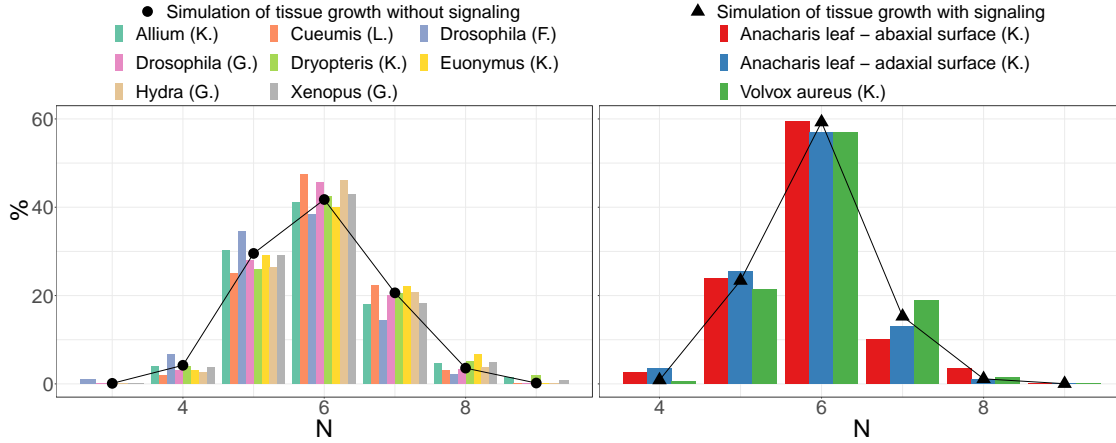 Simulation of tissue growth without signaling
Allium (K.) Cueumis (L.) Drosophila (F.)
Drosophila (G.) Dryopteris (K.) Euonymus (K.)
Hydra (G.) Xenopus (G.)
Simulation of tissue growth with signaling
Anacharis leaf − abaxial surface (K.)
Anacharis leaf − adaxial surface (K.)
Volvox aureus (K.)
60
40
20
0
%
4 6 8
N
4 6 8
N